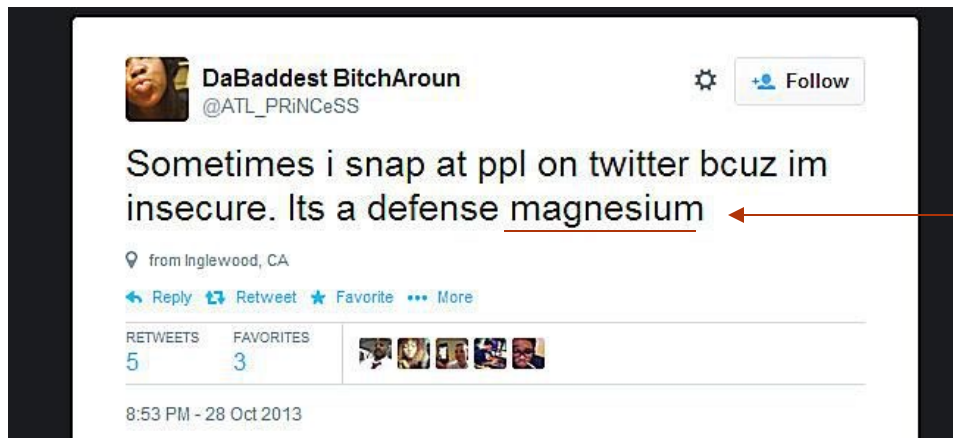 DaBaddest BitchAroun
@ATL_PRiNCeSS
Follow
Sometimes i snap at ppl on twitter bcuz im
insecure. Its a defense magnesium
from Inglewood, CA
Reply Retweet Favorite More
RETWEETS FAVORITES
5 3
8:53 PM - 28 Oct 2013